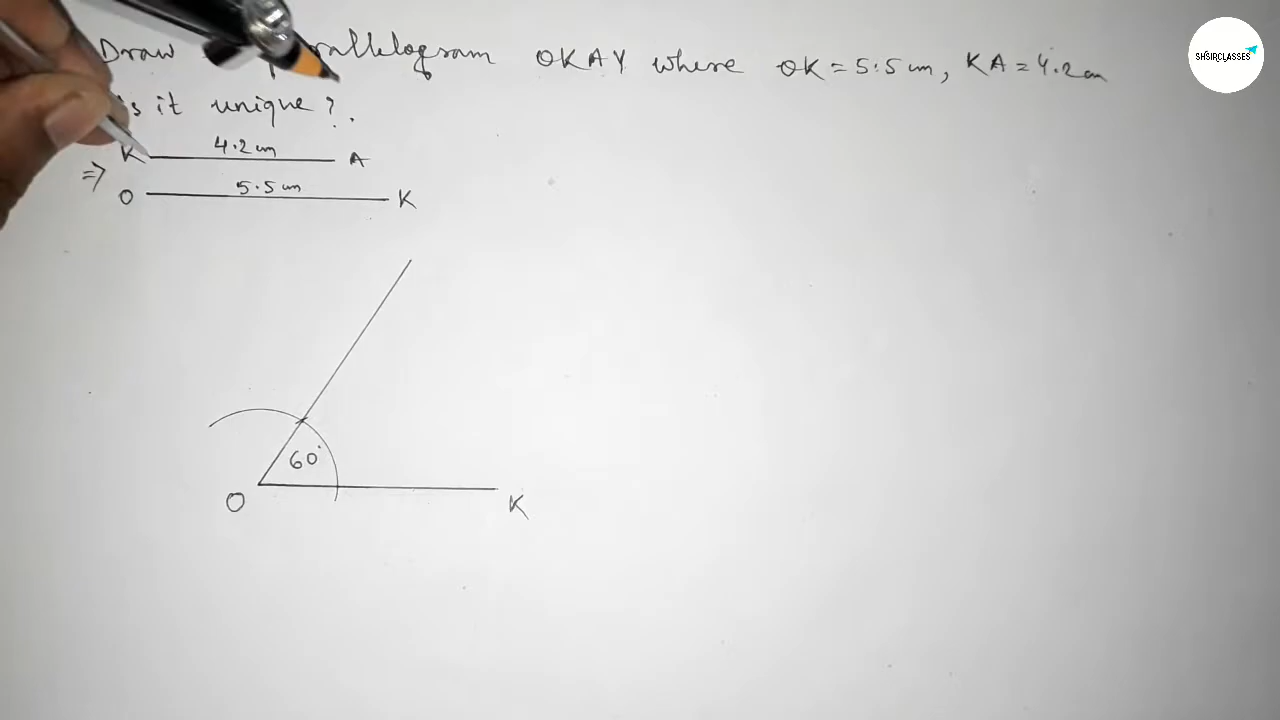 Draw parallelogram OKAY where OK = 5.5 cm, KA = 4.2 cm
is it unique ?.
K 4.2 cm A
⇒
O 5.5 cm K
60°
O K
SHSIRCLASSES